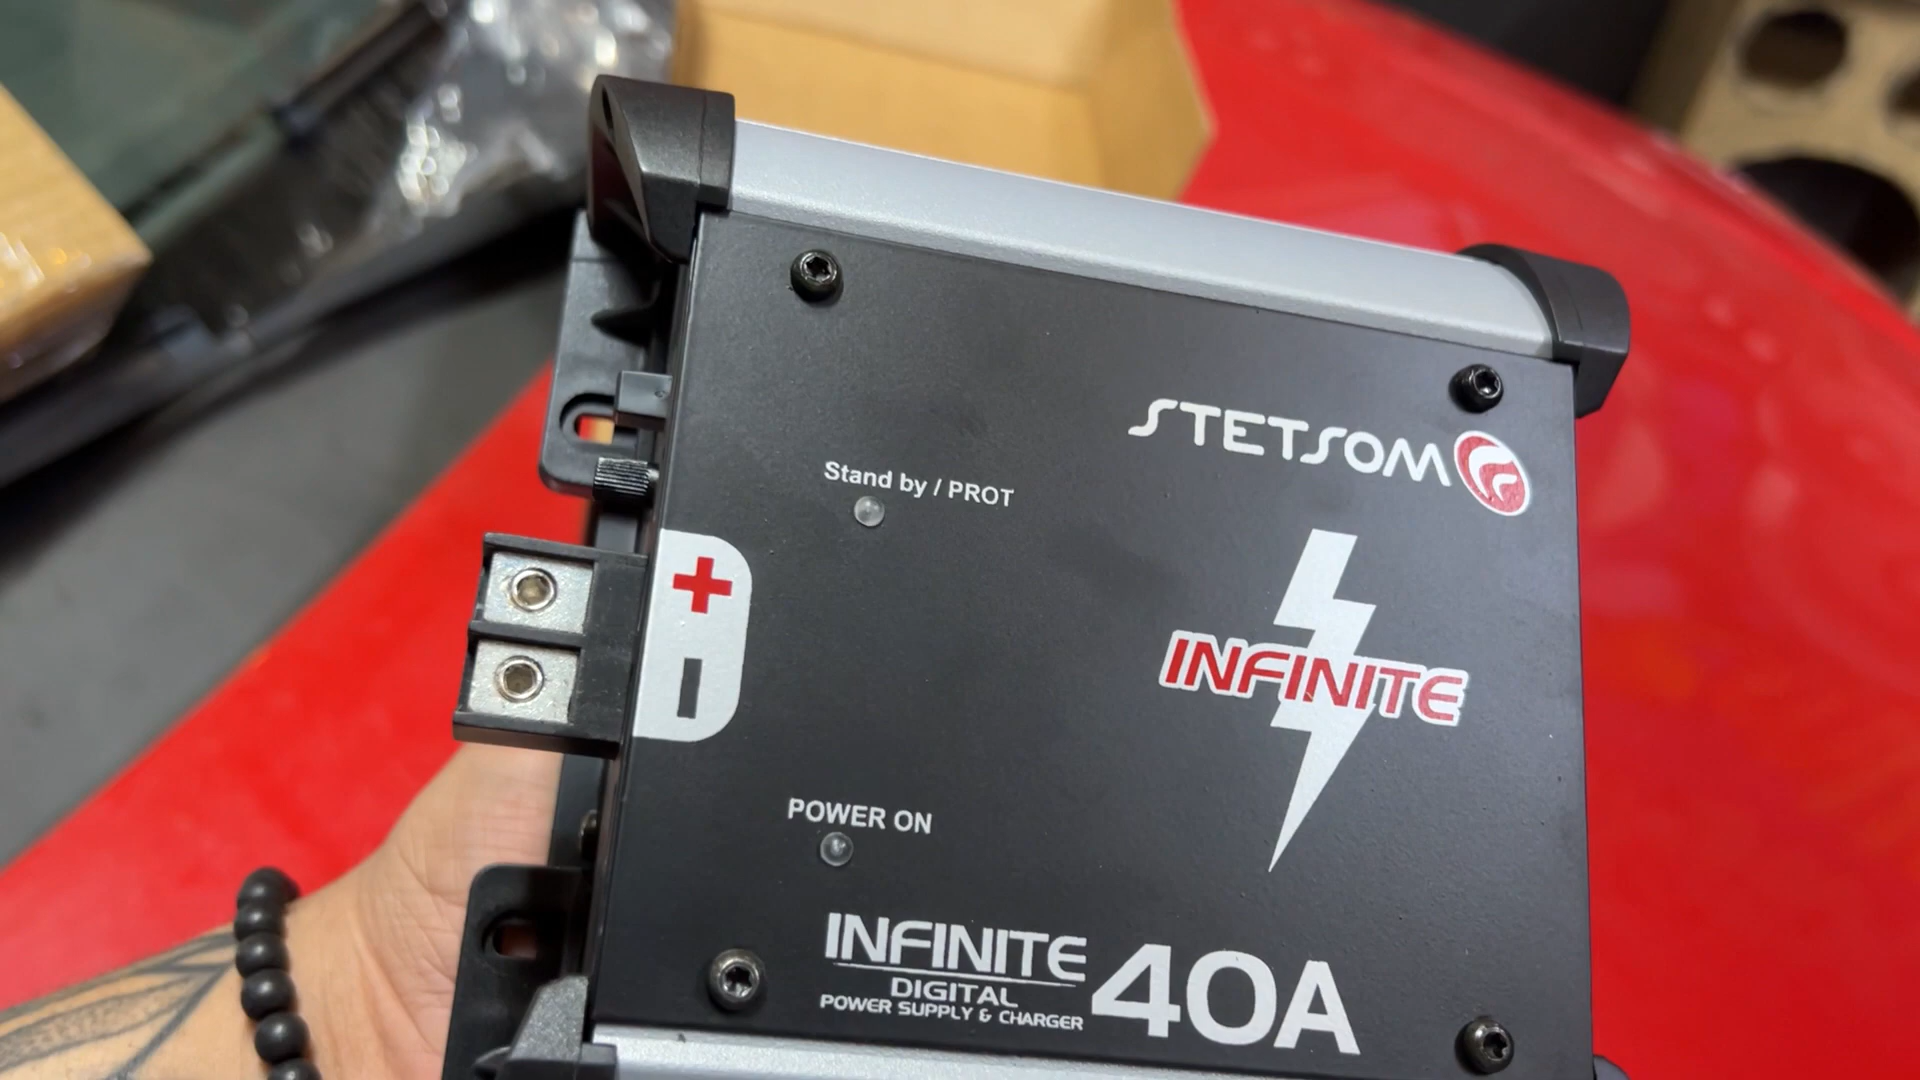 STETSOM
Stand by / PROT
+
INFINITE
-
POWER ON
INFINITE
DIGITAL
POWER SUPPLY & CHARGER
40A